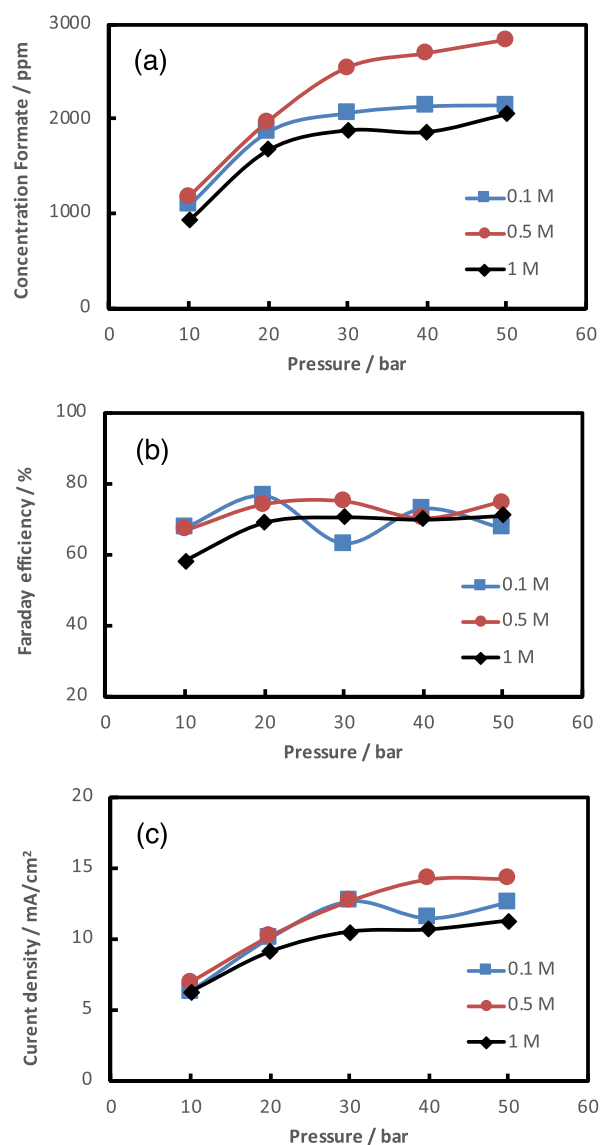 (a)
Concentration Formate / ppm
3000
2000
1000
0
0 10 20 30 40 50 60
Pressure / bar
0.1 M
0.5 M
1 M
(b)
Faraday efficiency / %
100
80
60
40
20
0 10 20 30 40 50 60
Pressure / bar
0.1 M
0.5 M
1 M
(c)
Curent density / mA/cm²
20
15
10
5
0
0 10 20 30 40 50 60
Pressure / bar
0.1 M
0.5 M
1 M